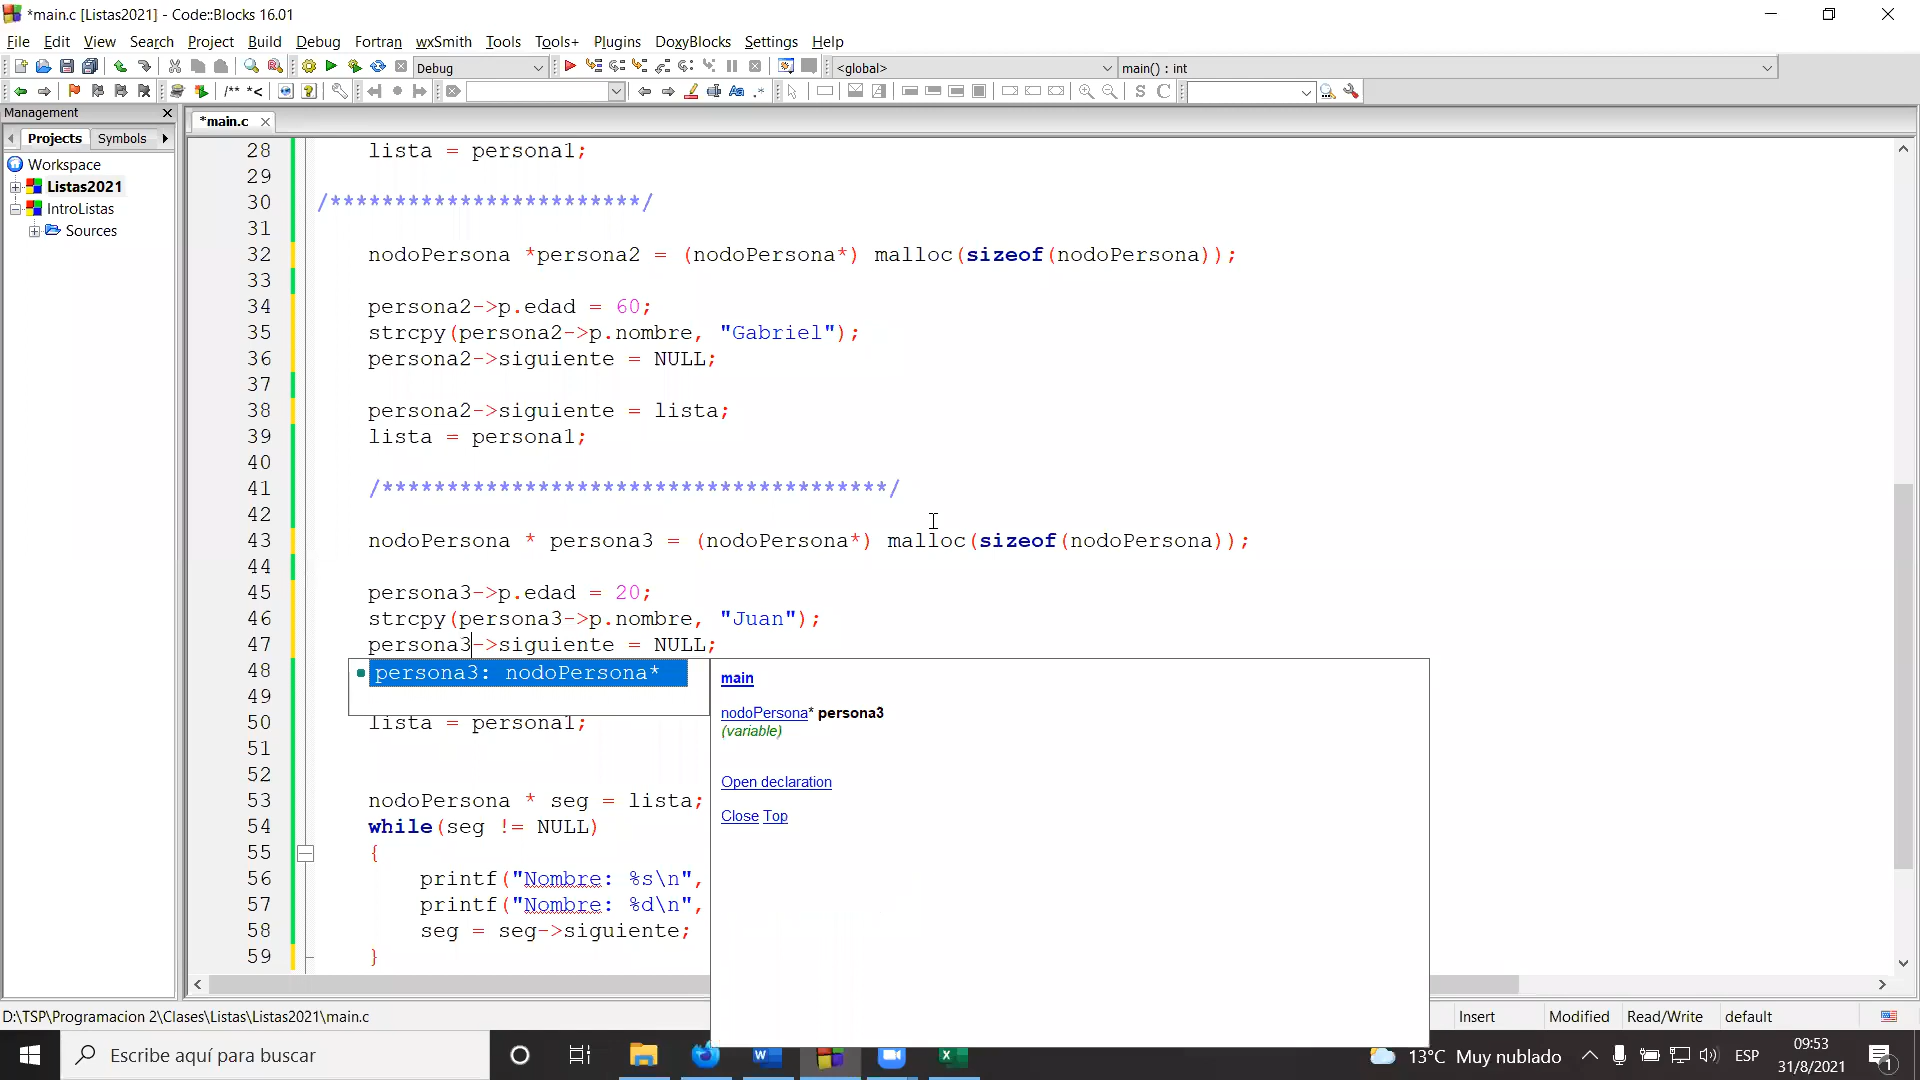 *main.c [Listas2021] - Code::Blocks 16.01
File Edit View Search Project Build Debug Fortran wxSmith Tools Tools+ Plugins DoxyBlocks Settings Help
Debug <global> main() : int
/** *<
Management
*main.c
Projects Symbols
Workspace
Listas2021
IntroListas
Sources
28 lista = persona1;
29
30 /************************/
31
32 nodoPersona *persona2 = (nodoPersona*) malloc(sizeof(nodoPersona));
33
34 persona2->p.edad = 60;
35 strcpy(persona2->p.nombre, "Gabriel");
36 persona2->siguiente = NULL;
37
38 persona2->siguiente = lista;
39 lista = persona1;
40
41 /***************************************/
42
43 nodoPersona * persona3 = (nodoPersona*) malloc(sizeof(nodoPersona));
44
45 persona3->p.edad = 20;
46 strcpy(persona3->p.nombre, "Juan");
47 persona3->siguiente = NULL;
48
49
50 lista = persona1;
51
52
53 nodoPersona * seg = lista;
54 while(seg != NULL)
55 {
56 printf("Nombre: %s\n",
57 printf("Nombre: %d\n",
58 seg = seg->siguiente;
59 }
persona3: nodoPersona*
main
nodoPersona* persona3
(variable)
Open declaration
Close Top
D:\TSP\Programacion 2\Clases\Listas\Listas2021\main.c Insert Modified Read/Write default
Escribe aquí para buscar
13°C Muy nublado ESP
09:53
31/8/2021
1